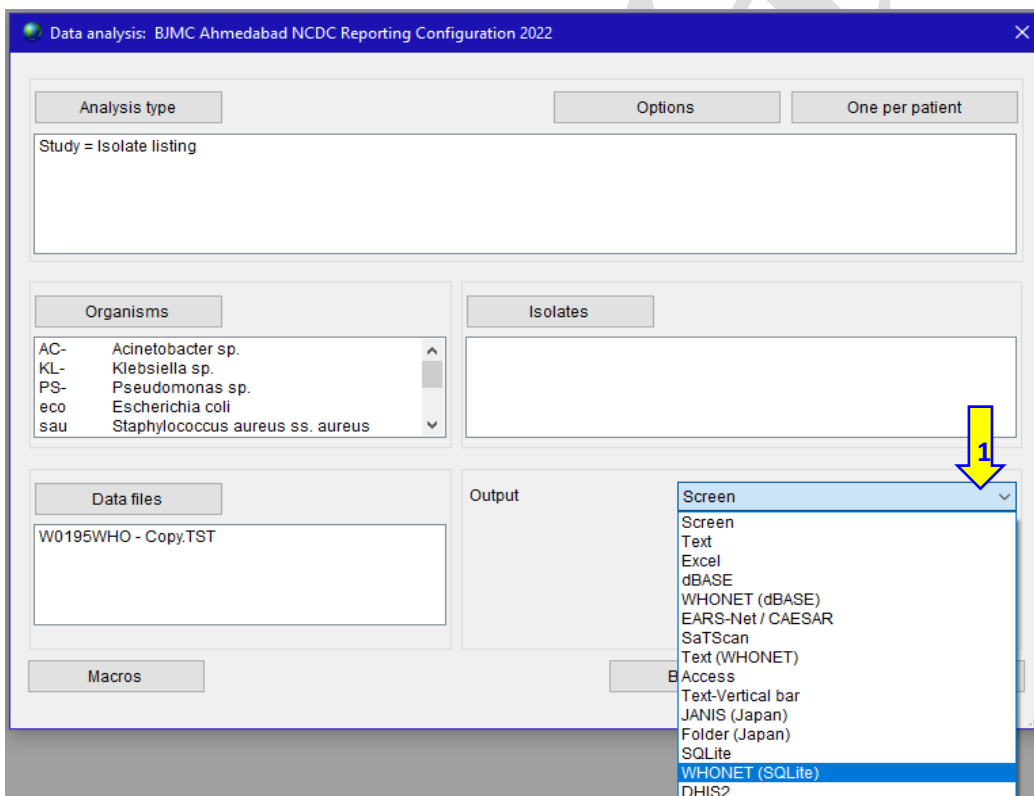 Data analysis: BJMC Ahmedabad NCDC Reporting Configuration 2022
Analysis type
Options
One per patient
Study = Isolate listing
Organisms
AC- Acinetobacter sp.
KL- Klebsiella sp.
PS- Pseudomonas sp.
eco Escherichia coli
sau Staphylococcus aureus ss. aureus
Isolates
1
Data files
W0195WHO - Copy.TST
Output
Screen
Screen
Text
Excel
dBASE
WHONET (dBASE)
EARS-Net / CAESAR
SaTScan
Text (WHONET)
Access
Text-Vertical bar
JANIS (Japan)
Folder (Japan)
SQLite
WHONET (SQLite)
DHIS2
Macros